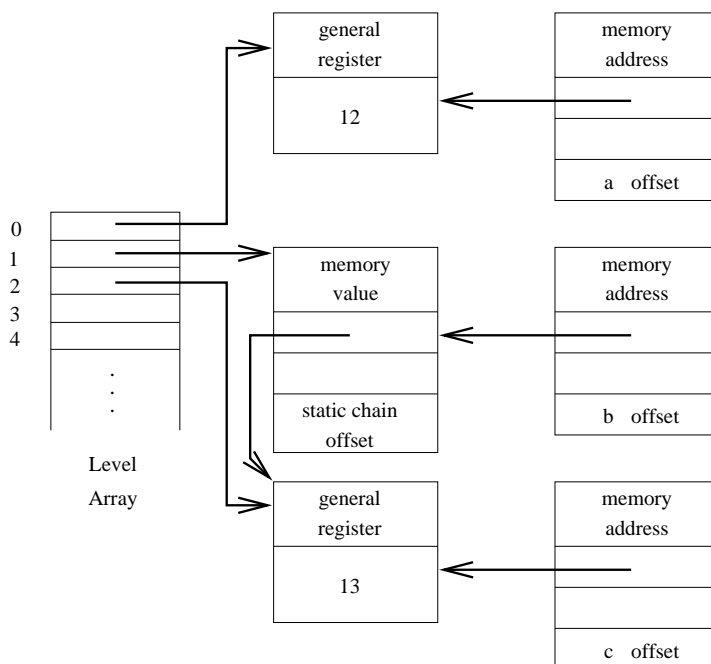 general
register
12
memory
address
a offset
0
1
2
3
4
Level
Array
memory
value
static chain
offset
memory
address
b offset
general
register
13
memory
address
c offset